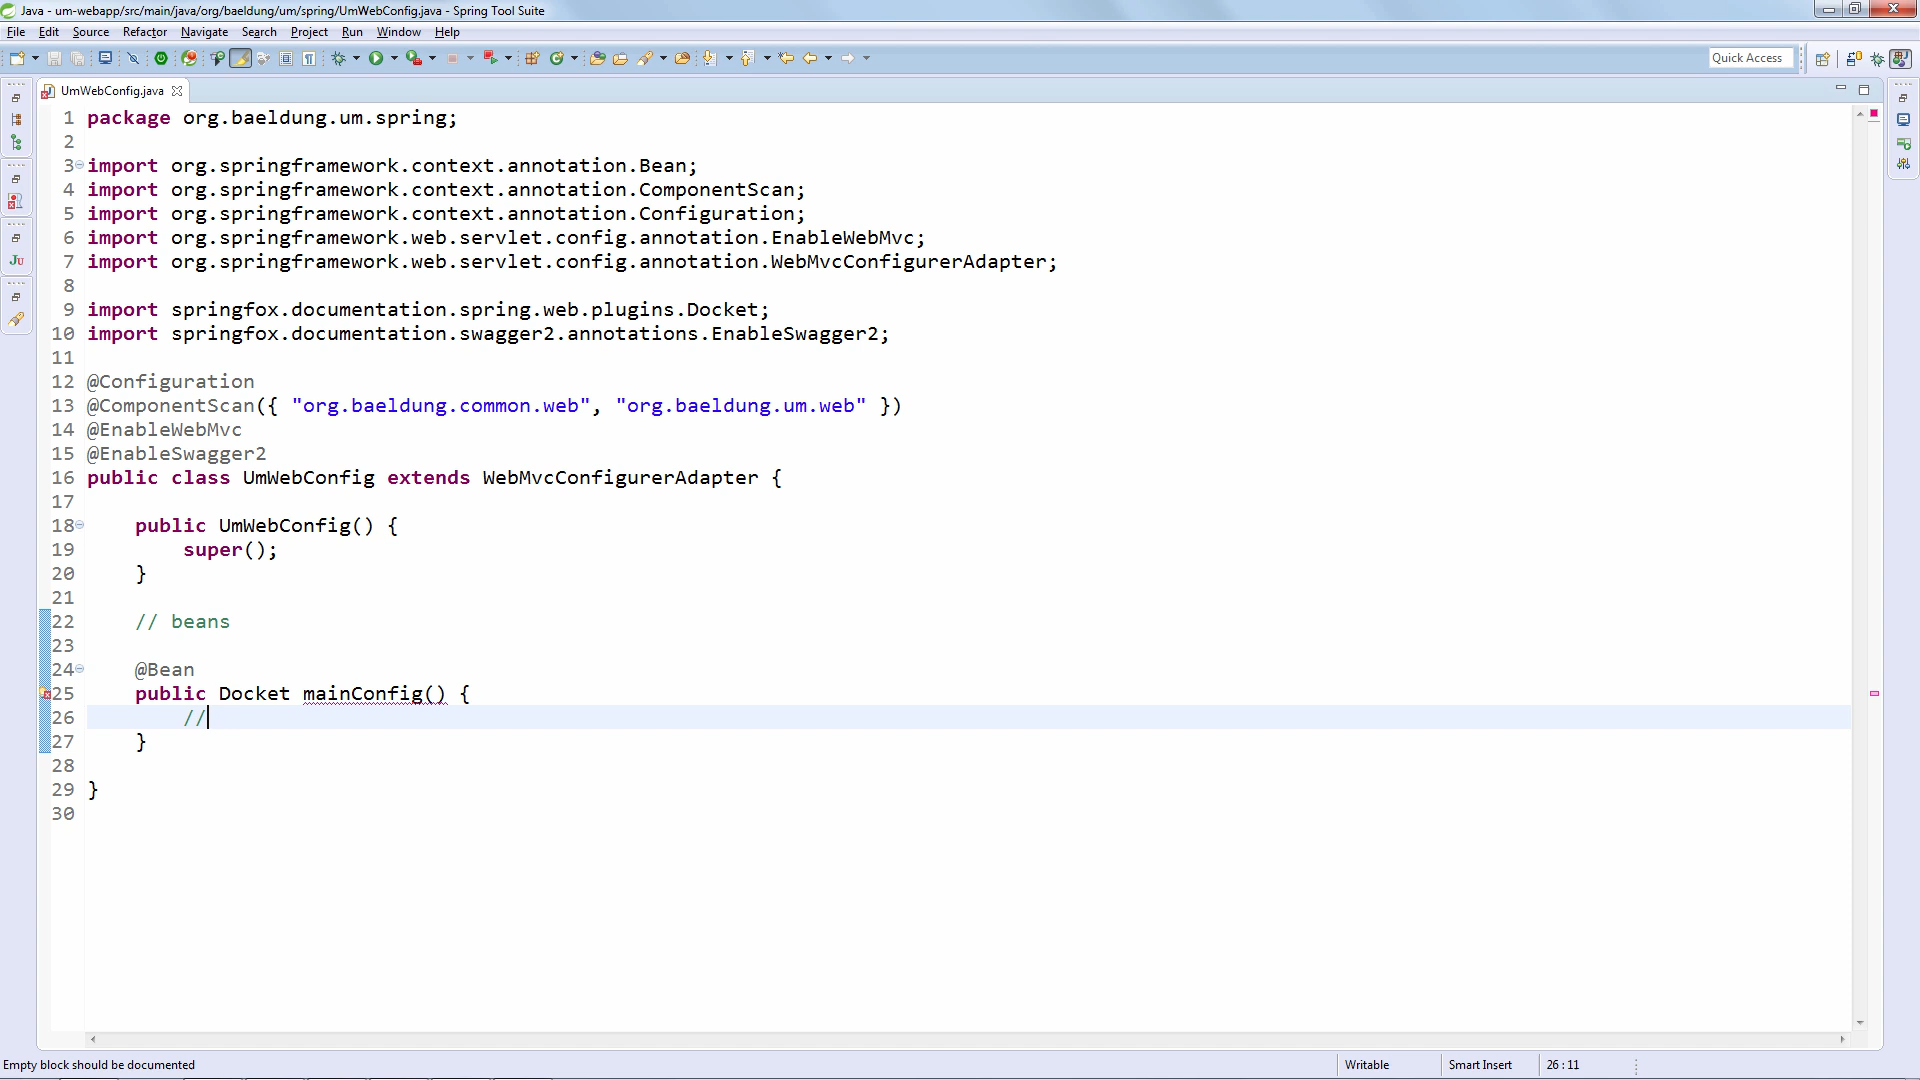 Java - um-webapp/src/main/java/org/baeldung/um/spring/UmWebConfig.java - Spring Tool Suite
File Edit Source Refactor Navigate Search Project Run Window Help
Quick Access
UmWebConfig.java
1 package org.baeldung.um.spring;
2
3 import org.springframework.context.annotation.Bean;
4 import org.springframework.context.annotation.ComponentScan;
5 import org.springframework.context.annotation.Configuration;
6 import org.springframework.web.servlet.config.annotation.EnableWebMvc;
7 import org.springframework.web.servlet.config.annotation.WebMvcConfigurerAdapter;
8
9 import springfox.documentation.spring.web.plugins.Docket;
10 import springfox.documentation.swagger2.annotations.EnableSwagger2;
11
12 @Configuration
13 @ComponentScan({ "org.baeldung.common.web", "org.baeldung.um.web" })
14 @EnableWebMvc
15 @EnableSwagger2
16 public class UmWebConfig extends WebMvcConfigurerAdapter {
17
18 public UmWebConfig() {
19 super();
20 }
21
22 // beans
23
24 @Bean
25 public Docket mainConfig() {
26 //
27 }
28
29 }
30
Empty block should be documented
Writable
Smart Insert
26 : 11